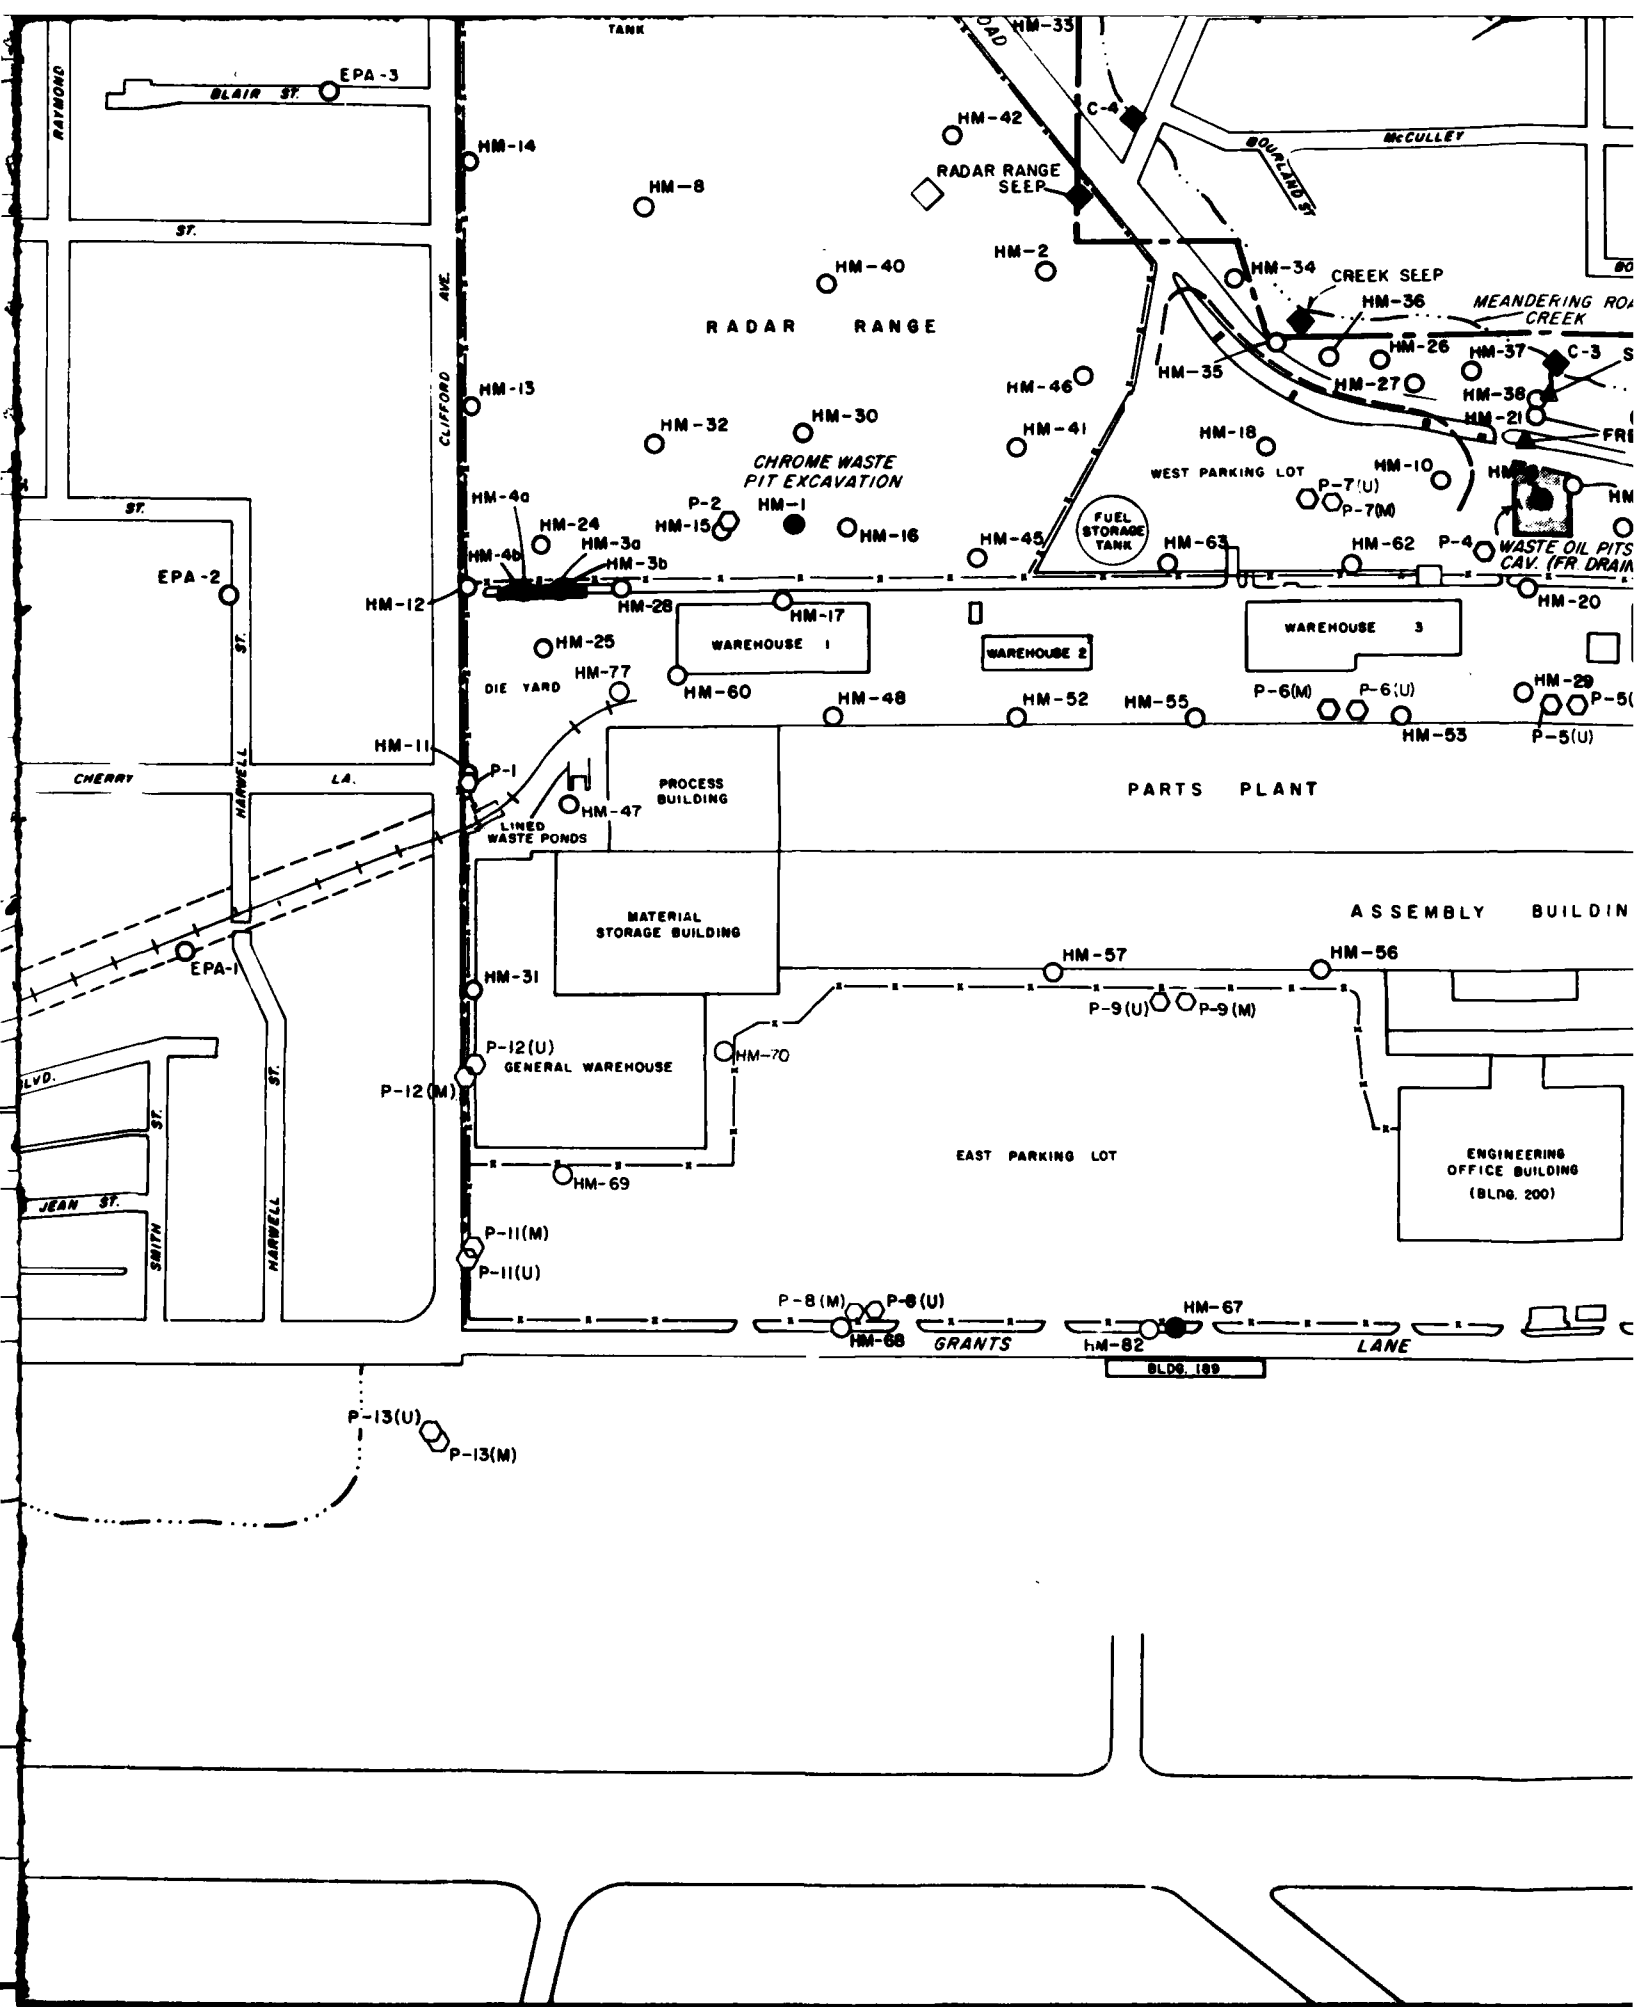 TANK
ROAD
HM-33
RAYMOND
EPA-3
BLAIR ST.
C-4
HM-42
McCULLEY
BOURLAND ST
HM-14
RADAR RANGE
SEEP
HM-8
ST.
HM-2
HM-34
HM-40
CREEK SEEP
AVE.
HM-36
MEANDERING
CREEK
RADAR RANGE
HM-26
HM-37
C-3
HM-35
HM-46
HM-27
HM-13
HM-38
CLIFFORD
HM-21
HM-32
HM-30
HM-41
HM-18
CHROME WASTE
PIT EXCAVATION
WEST PARKING LOT
HM-10
P-7(U)
P-7(M)
HM-4a
P-2
HM-1
ST.
HM-24
HM-15
HM-16
FUEL
STORAGE
TANK
HM-3a
HM-45
HM-63
HM-62
P-4
WASTE OIL PITS
HM-4b
HM-3b
EPA-2
HM-12
HM-28
HM-17
HM-20
WAREHOUSE 1
WAREHOUSE 2
WAREHOUSE 3
ST.
HM-25
HM-77
DIE YARD
HM-60
HM-48
HM-52
HM-55
P-6(M)
P-6(U)
HM-53
HM-29
P-5(U)
HM-11
P-1
CHERRY LA.
HARWELL
PROCESS
BUILDING
PARTS PLANT
HM-47
LINED
WASTE PONDS
MATERIAL
STORAGE BUILDING
ASSEMBLY
EPA-1
HM-31
HM-57
HM-56
P-9(U)
P-9(M)
P-12(U)
HM-70
GENERAL WAREHOUSE
P-12(M)
ST.
ST.
EAST PARKING LOT
ENGINEERING
OFFICE BUILDING
(BLDG. 200)
HM-69
JEAN ST.
SMITH
HARWELL
P-11(M)
P-11(U)
P-8(M)
P-8(U)
HM-67
HM-68
GRANTS LANE
HM-82
BLDG. 189
P-13(U)
P-13(M)